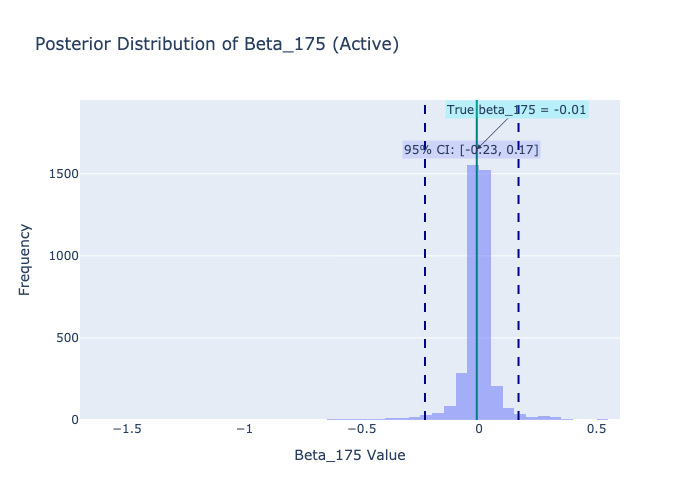 Posterior Distribution of Beta_175 (Active)
True beta_175 = -0.01
95% CI: [-0.23, 0.17]
1500
1000
500
0
Frequency
−1.5
−1
−0.5
0
0.5
Beta_175 Value